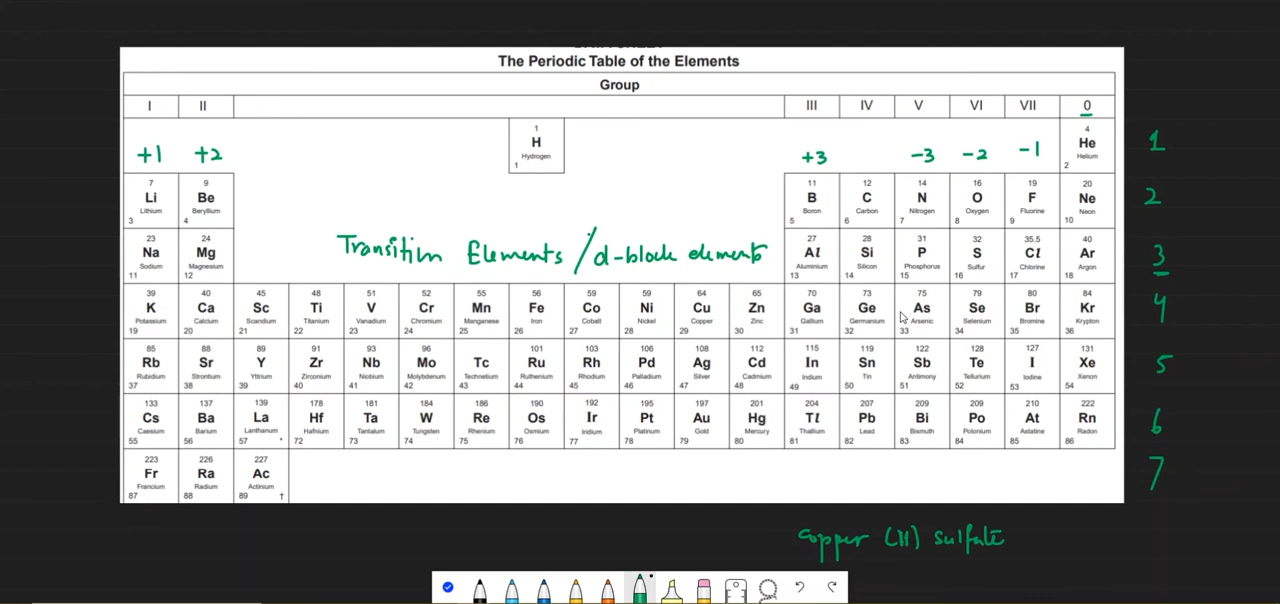 The Periodic Table of the Elements
Group
I II III IV V VI VII 0
1 H Hydrogen 1 4 He Helium 2 1
+1 +2 +3 -3 -2 -1
7 Li Lithium 3 9 Be Beryllium 4 11 B Boron 5 12 C Carbon 6 14 N Nitrogen 7 16 O Oxygen 8 19 F Fluorine 9 20 Ne Neon 10 2
Transition Elements / d-block elements
23 Na Sodium 11 24 Mg Magnesium 12 27 Al Aluminium 13 28 Si Silicon 14 31 P Phosphorus 15 32 S Sulfur 16 35.5 Cl Chlorine 17 40 Ar Argon 18 3
39 K Potassium 19 40 Ca Calcium 20 45 Sc Scandium 21 48 Ti Titanium 22 51 V Vanadium 23 52 Cr Chromium 24 55 Mn Manganese 25 56 Fe Iron 26 59 Co Cobalt 27 59 Ni Nickel 28 64 Cu Copper 29 65 Zn Zinc 30 70 Ga Gallium 31 73 Ge Germanium 32 75 As Arsenic 33 79 Se Selenium 34 80 Br Bromine 35 84 Kr Krypton 36 4
85 Rb Rubidium 37 88 Sr Strontium 38 89 Y Yttrium 39 91 Zr Zirconium 40 93 Nb Niobium 41 96 Mo Molybdenum 42 Tc Technetium 43 101 Ru Ruthenium 44 103 Rh Rhodium 45 106 Pd Palladium 46 108 Ag Silver 47 112 Cd Cadmium 48 115 In Indium 49 119 Sn Tin 50 122 Sb Antimony 51 128 Te Tellurium 52 127 I Iodine 53 131 Xe Xenon 54 5
133 Cs Caesium 55 137 Ba Barium 56 139 La Lanthanum 57 * 178 Hf Hafnium 72 181 Ta Tantalum 73 184 W Tungsten 74 186 Re Rhenium 75 190 Os Osmium 76 192 Ir Iridium 77 195 Pt Platinum 78 197 Au Gold 79 201 Hg Mercury 80 204 Tl Thallium 81 207 Pb Lead 82 209 Bi Bismuth 83 209 Po Polonium 84 210 At Astatine 85 222 Rn Radon 86 6
223 Fr Francium 87 226 Ra Radium 88 227 Ac Actinium 89 † 7
copper (II) sulfate